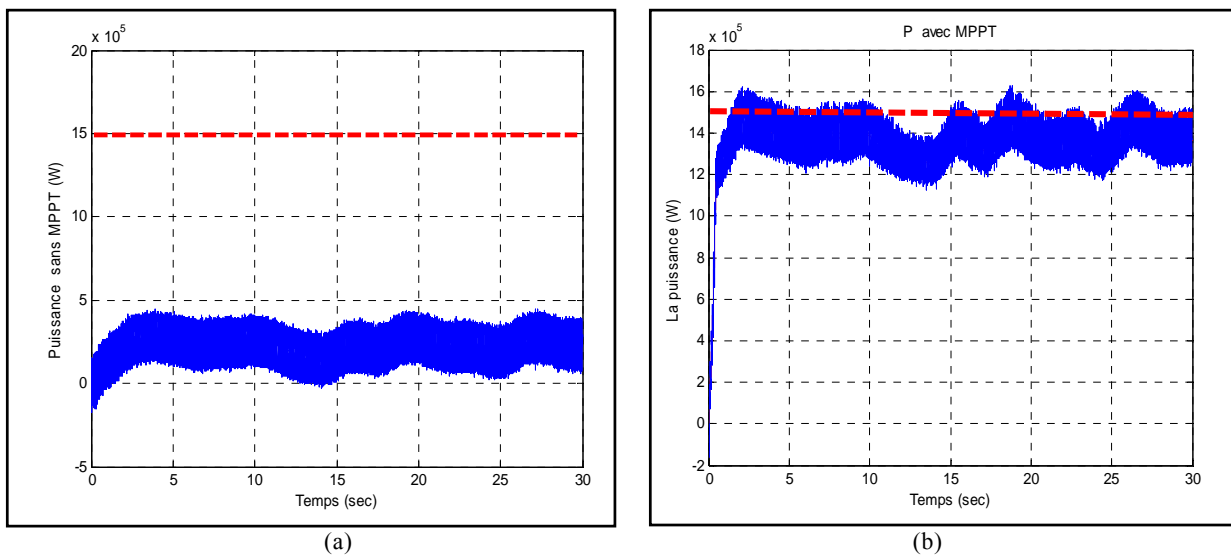 x 10^5
20
15
10
5
0
-5
Puissance sans MPPT (W)
0 5 10 15 20 25 30
Temps (sec)
(a)
P avec MPPT
x 10^5
18
16
14
12
10
8
6
4
2
0
-2
La puissance (W)
0 5 10 15 20 25 30
Temps (sec)
(b)